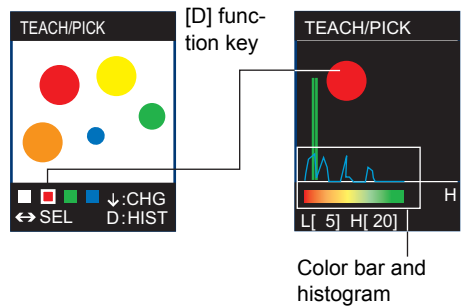 TEACH/PICK
↓:CHG
↔ SEL D:HIST
[D] func-
tion key
TEACH/PICK
H
L[ 5] H[ 20]
Color bar and
histogram